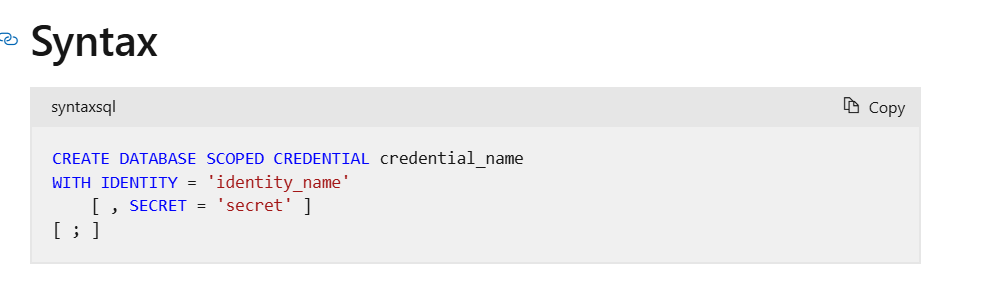 Syntax
syntaxsql
Copy
CREATE DATABASE SCOPED CREDENTIAL credential_name
WITH IDENTITY = 'identity_name'
    [ , SECRET = 'secret' ]
[ ; ]